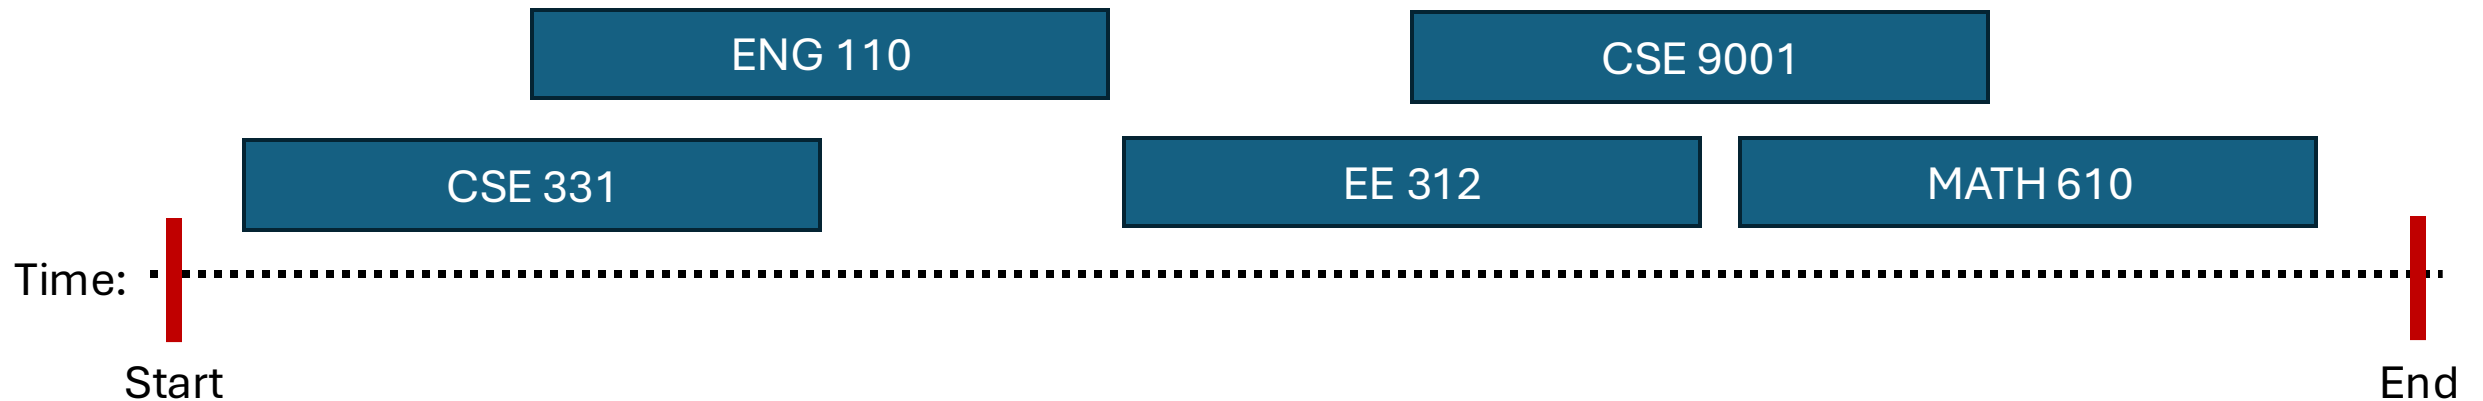 ENG 110
CSE 9001
CSE 331
EE 312
MATH 610
Time:
Start
End